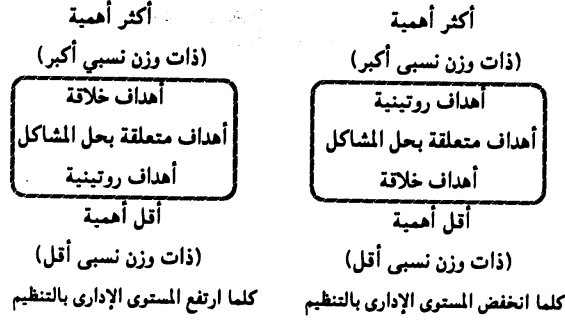 أكثر أهمية
(ذات وزن نسبى أكبر)
أهداف روتينية
أهداف متعلقة بحل المشاكل
أهداف خلاقة
أقل أهمية
(ذات وزن نسبى أقل)
كلما انخفض المستوى الإدارى بالتنظيم
أكثر أهمية
(ذات وزن نسبي أكبر)
أهداف خلاقة
أهداف متعلقة بحل المشاكل
أهداف روتينية
أقل أهمية
(ذات وزن نسبى أقل)
كلما ارتفع المستوى الإدارى بالتنظيم